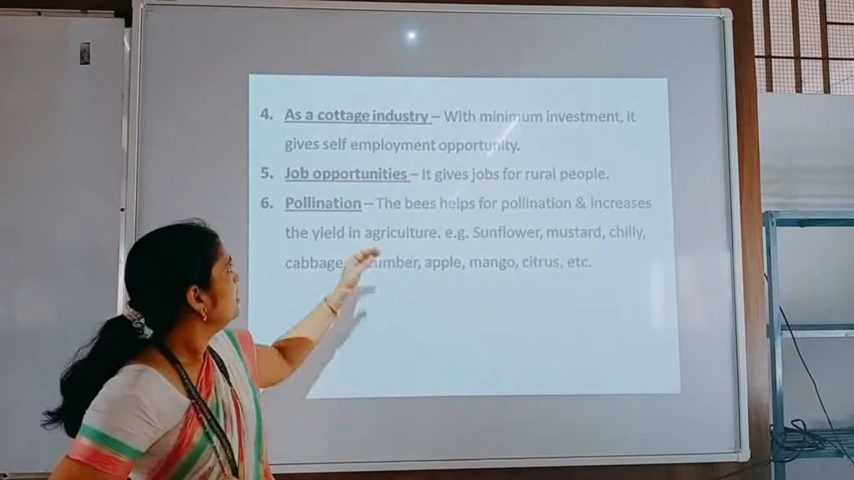 4. As a cottage industry – With minimum investment, it
gives self employment opportunity.
5. Job opportunities – It gives jobs for rural people.
6. Pollination – The bees helps for pollination & increases
the yield in agriculture. e.g. Sunflower, mustard, chilly,
cabbage, apple, mango, citrus, etc.